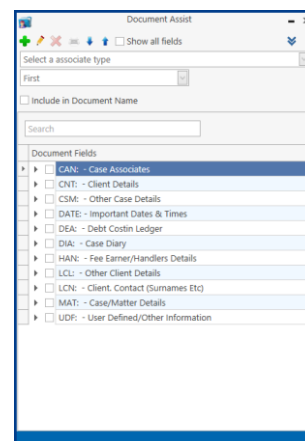 Document Assist
Show all fields
Select a associate type
First
Include in Document Name
Search
Document Fields
CAN: - Case Associates
CNT: - Client Details
CSM: - Other Case Details
DATE: - Important Dates & Times
DEA: - Debt Costin Ledger
DIA: - Case Diary
HAN: - Fee Earner/Handlers Details
LCL: - Other Client Details
LCN: - Client. Contact (Surnames Etc)
MAT: - Case/Matter Details
UDF: - User Defined/Other Information